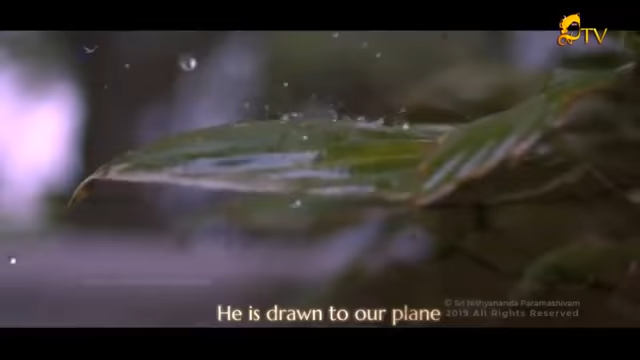 TV
He is drawn to our plane
© Sri Nithyananda Paramashivam
2019 All Rights Reserved